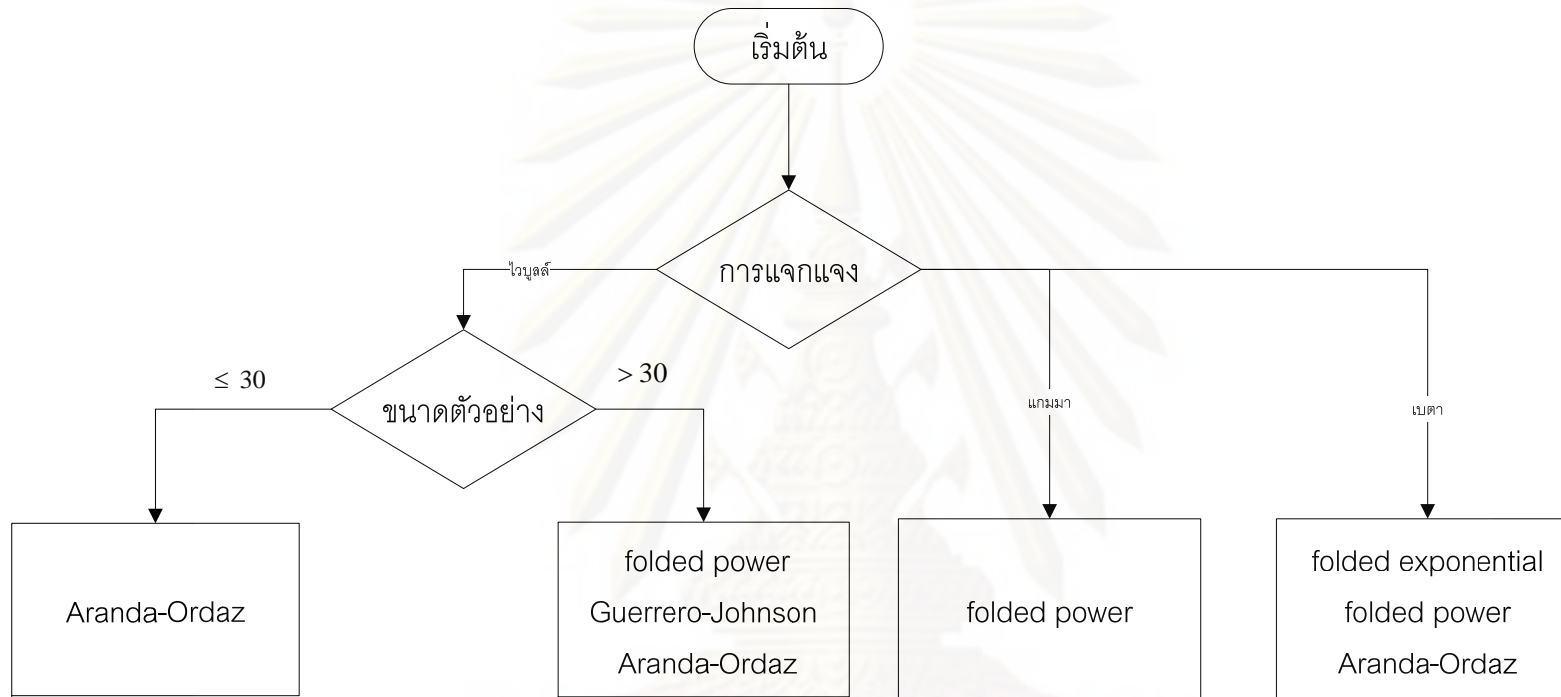 เริ่มต้น
การแจกแจง
ไวบูลล์
≤ 30
> 30
ขนาดตัวอย่าง
แกมมา
เบตา
Aranda-Ordaz
folded power
Guerrero-Johnson
Aranda-Ordaz
folded power
folded exponential
folded power
Aranda-Ordaz